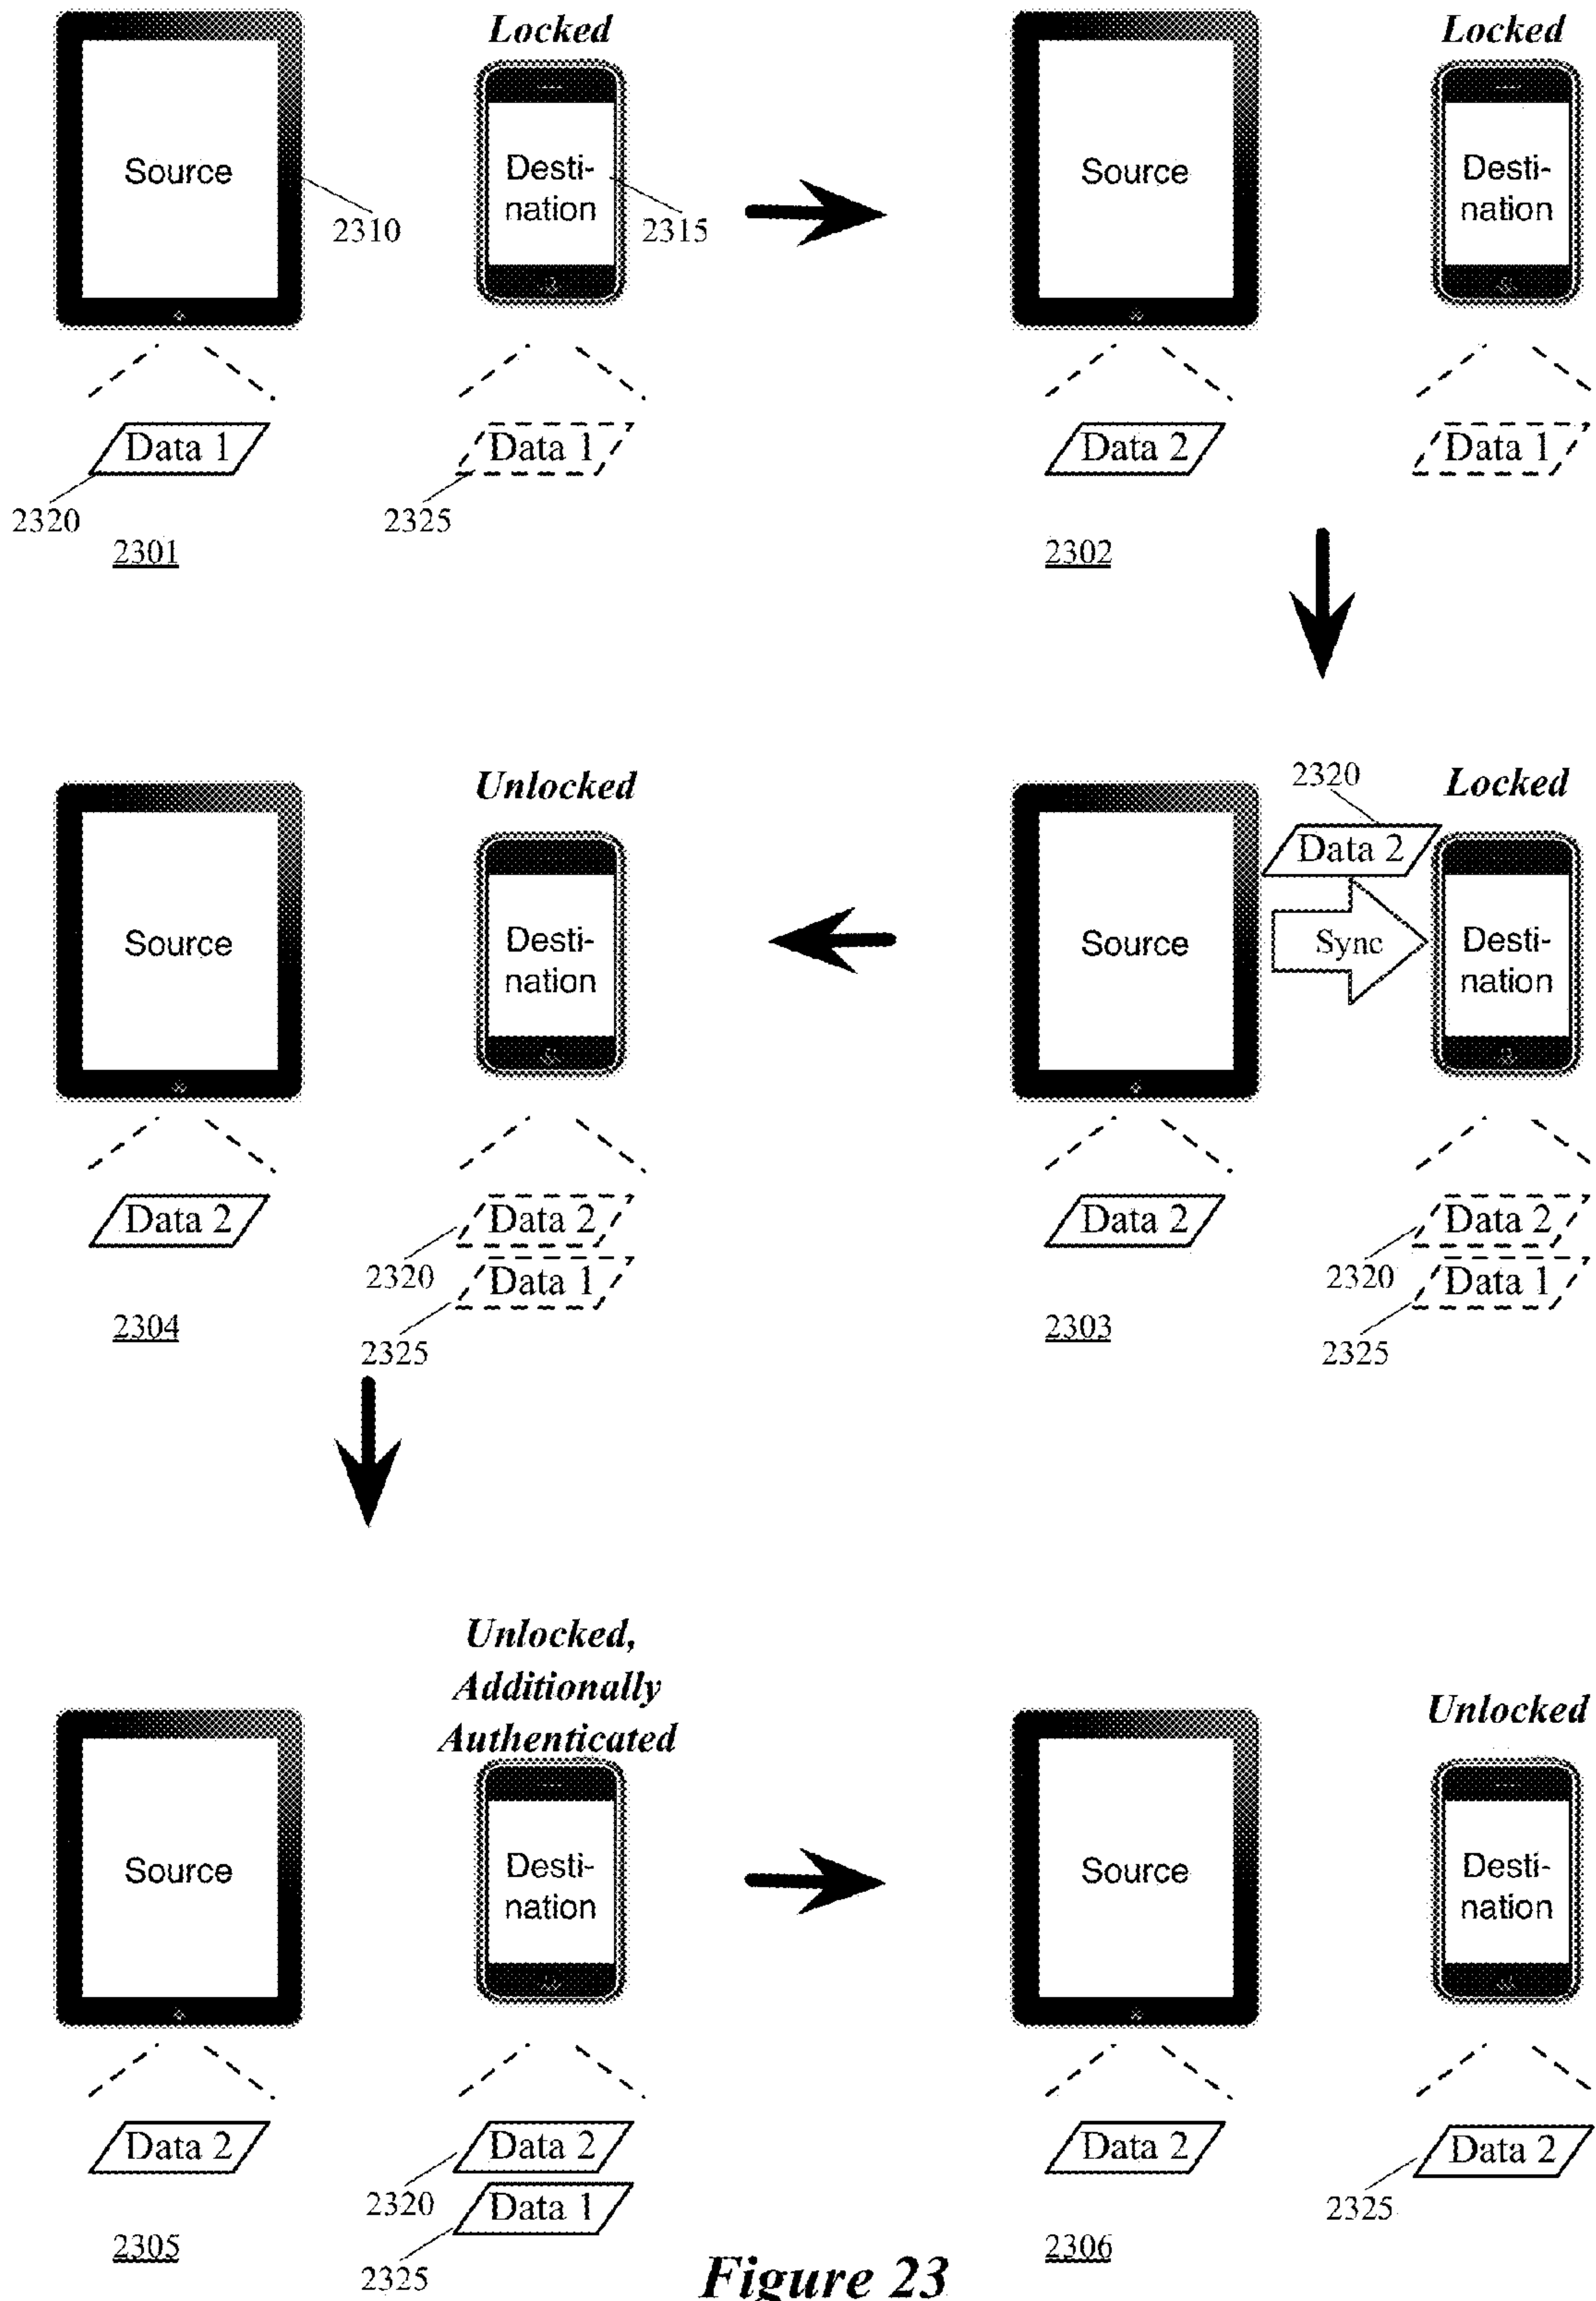 Locked
Locked
Source
Desti-
nation
2310
2315
Source
Desti-
nation
Data 1
Data 1
2320
2325
2301
Data 2
Data 1
2302
Unlocked
2320
Locked
Data 2
Source
Desti-
nation
Source
Sync
Desti-
nation
Data 2
Data 2
2320
Data 1
2304
2325
Data 2
Data 2
2320
Data 1
2303
2325
Unlocked,
Additionally
Authenticated
Unlocked
Source
Desti-
nation
Source
Desti-
nation
Data 2
Data 2
2320
Data 1
2305
2325
Data 2
Data 2
2325
2306
Figure 23